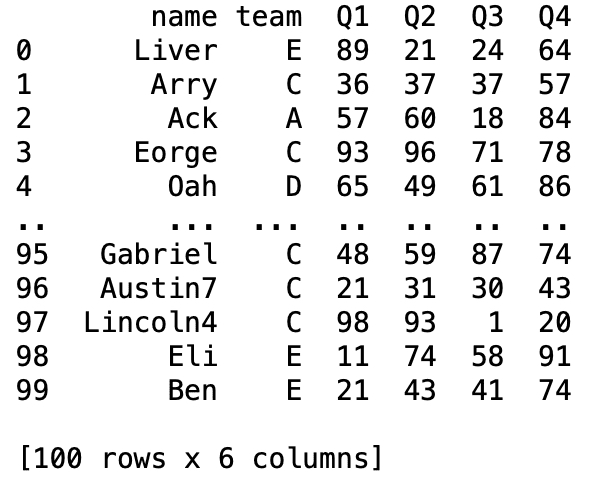 name team  Q1  Q2  Q3  Q4
0      Liver    E  89  21  24  64
1       Arry    C  36  37  37  57
2        Ack    A  57  60  18  84
3      Eorge    C  93  96  71  78
4        Oah    D  65  49  61  86
..       ...  ...  ..  ..  ..  ..
95   Gabriel    C  48  59  87  74
96   Austin7    C  21  31  30  43
97  Lincoln4    C  98  93   1  20
98       Eli    E  11  74  58  91
99       Ben    E  21  43  41  74

[100 rows x 6 columns]